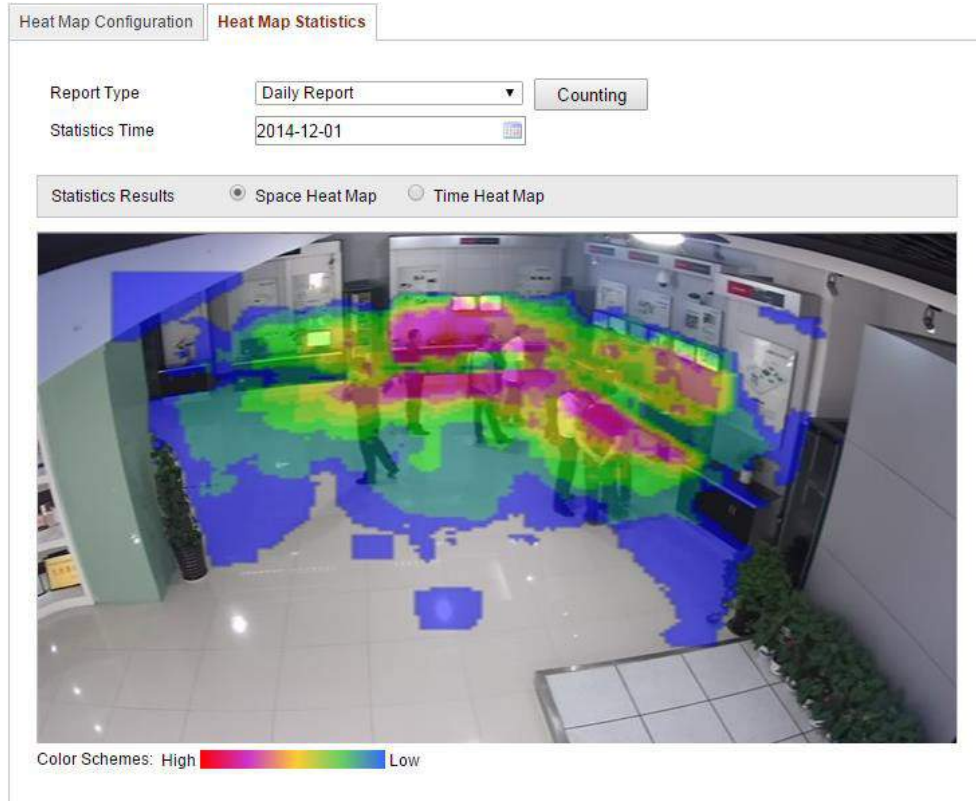 Heat Map Configuration Heat Map Statistics
Report Type Daily Report Counting
Statistics Time 2014-12-01
Statistics Results Space Heat Map Time Heat Map
Color Schemes: High Low